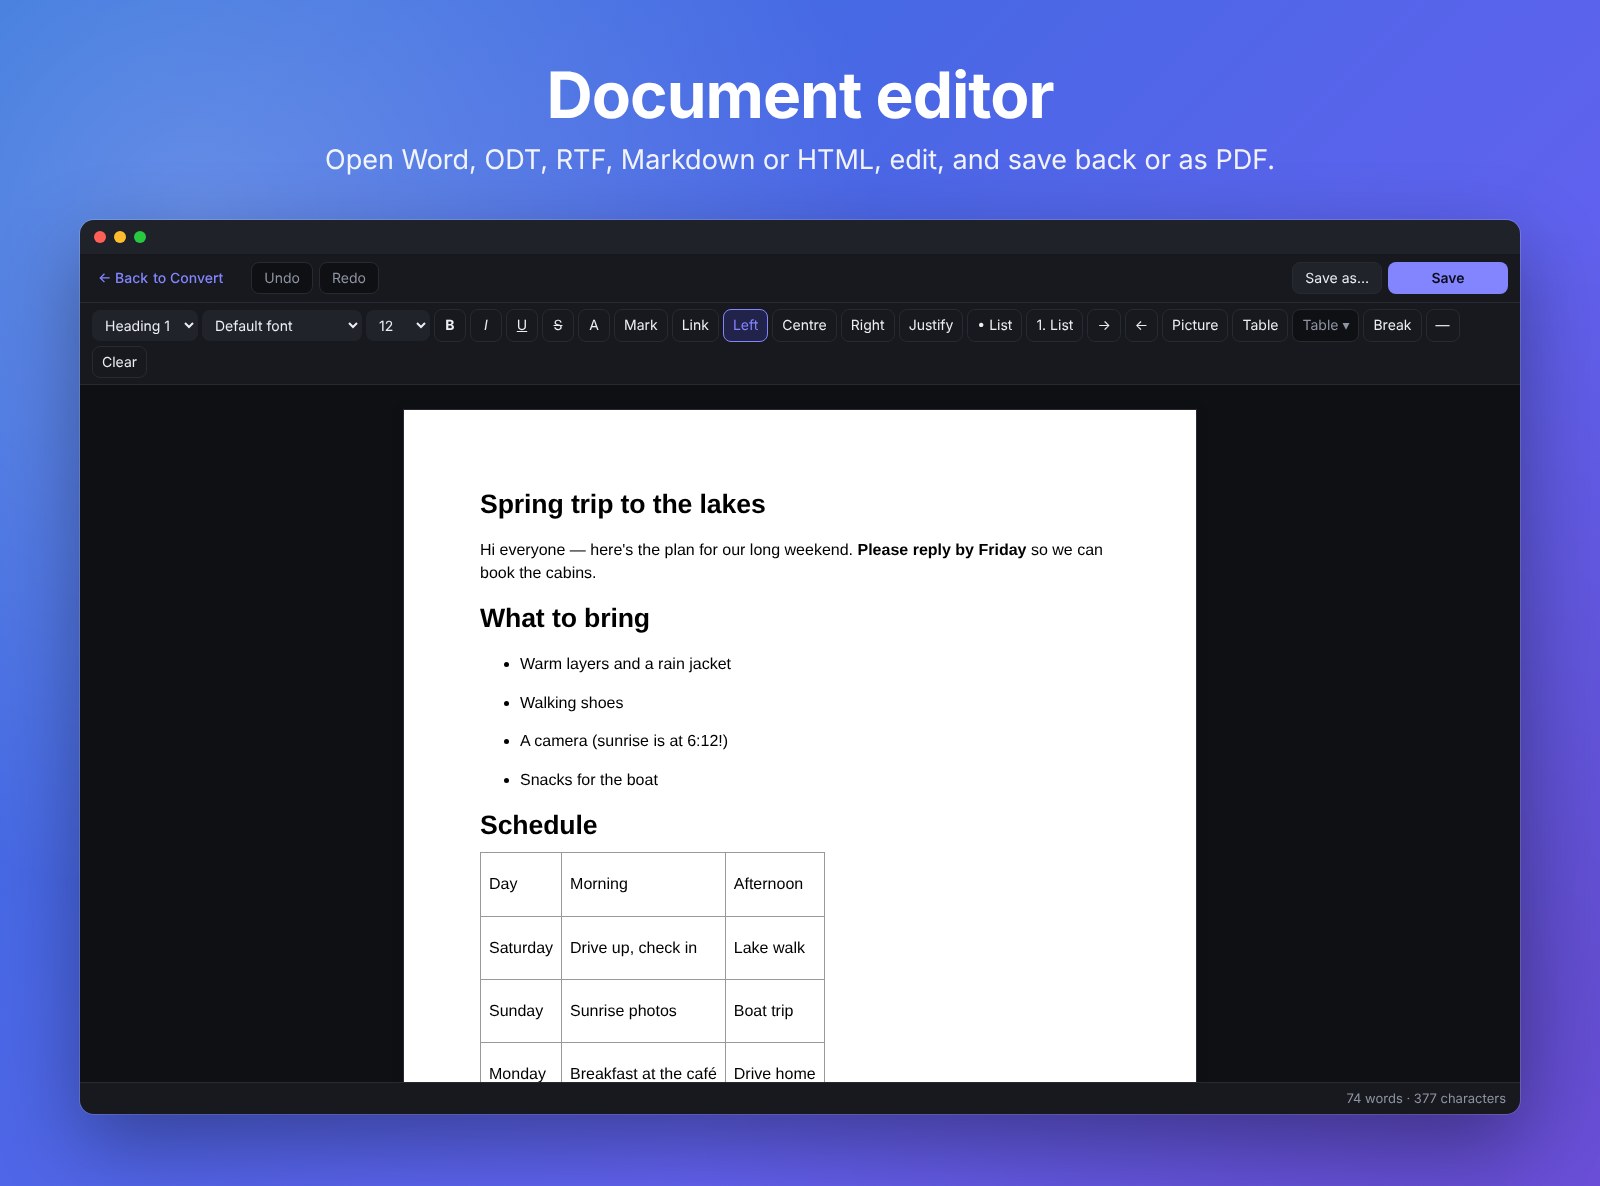 Document editor
Open Word, ODT, RTF, Markdown or HTML, edit, and save back or as PDF.
← Back to Convert Undo Redo Save as... Save
Heading 1 Default font 12 B I U S A Mark Link Left Centre Right Justify • List 1. List → ← Picture Table Table ▾ Break —
Clear
Spring trip to the lakes
Hi everyone — here's the plan for our long weekend. Please reply by Friday so we can
book the cabins.
What to bring
• Warm layers and a rain jacket
• Walking shoes
• A camera (sunrise is at 6:12!)
• Snacks for the boat
Schedule
Day Morning Afternoon
Saturday Drive up, check in Lake walk
Sunday Sunrise photos Boat trip
Monday Breakfast at the café Drive home
74 words · 377 characters